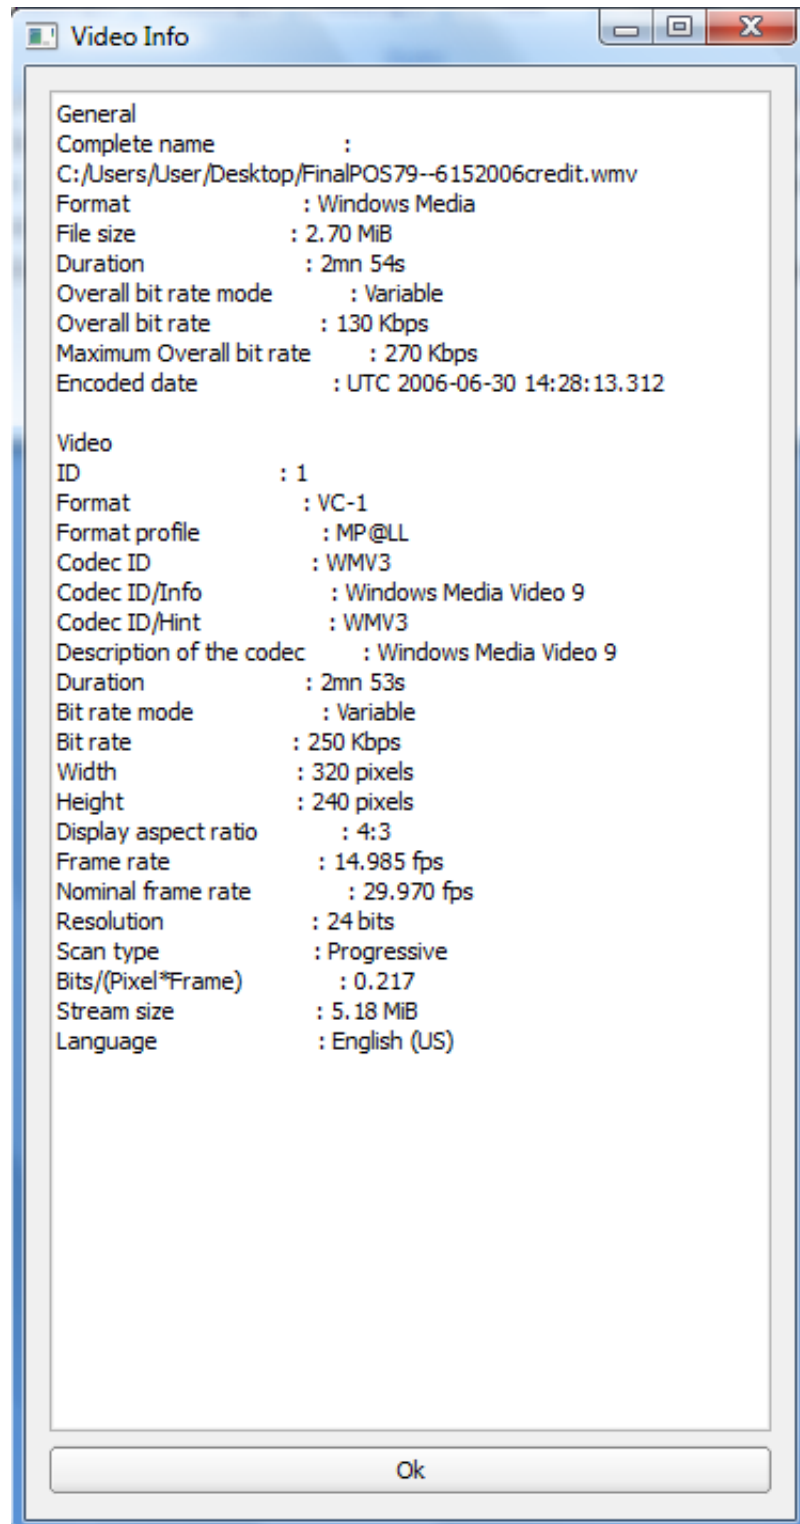 Video Info
General
Complete name :
C:/Users/User/Desktop/FinalPOS79--6152006credit.wmv
Format : Windows Media
File size : 2.70 MiB
Duration : 2mn 54s
Overall bit rate mode : Variable
Overall bit rate : 130 Kbps
Maximum Overall bit rate : 270 Kbps
Encoded date : UTC 2006-06-30 14:28:13.312
Video
ID : 1
Format : VC-1
Format profile : MP@LL
Codec ID : WMV3
Codec ID/Info : Windows Media Video 9
Codec ID/Hint : WMV3
Description of the codec : Windows Media Video 9
Duration : 2mn 53s
Bit rate mode : Variable
Bit rate : 250 Kbps
Width : 320 pixels
Height : 240 pixels
Display aspect ratio : 4:3
Frame rate : 14.985 fps
Nominal frame rate : 29.970 fps
Resolution : 24 bits
Scan type : Progressive
Bits/(Pixel*Frame) : 0.217
Stream size : 5.18 MiB
Language : English (US)
Ok